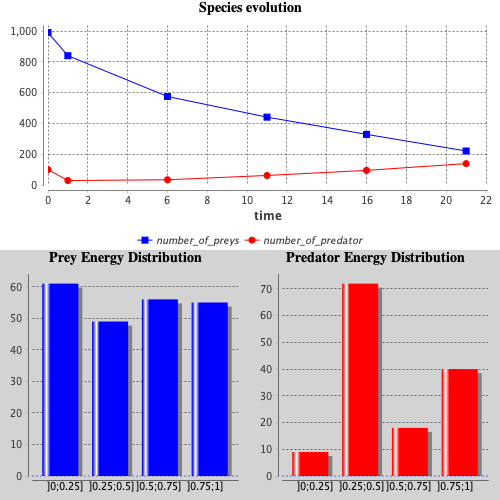 Species evolution
1,000
800
600
400
200
0
0 2 4 6 8 10 12 14 16 18 20 22
time
number_of_preys number_of_predator
Prey Energy Distribution
60
50
40
30
20
10
0
]0;0.25] ]0.25;0.5] ]0.5;0.75] ]0.75;1]
Predator Energy Distribution
70
60
50
40
30
20
10
0
]0;0.25] ]0.25;0.5] ]0.5;0.75] ]0.75;1]